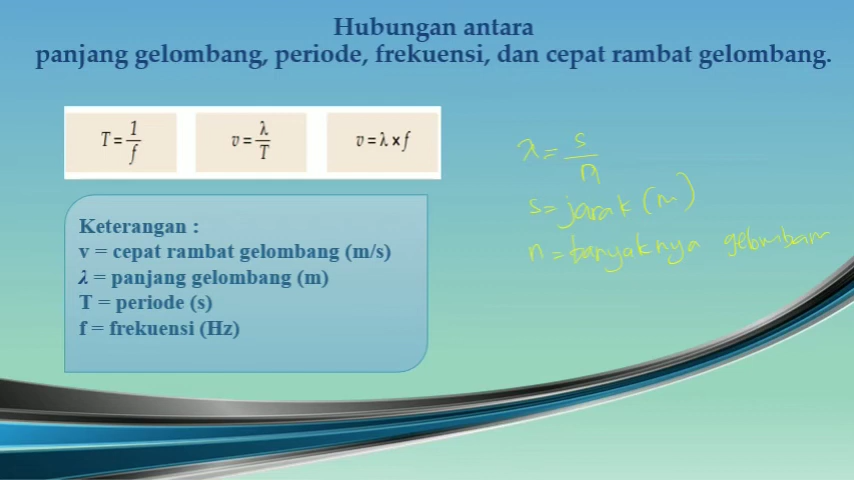 Hubungan antara
panjang gelombang, periode, frekuensi, dan cepat rambat gelombang.
T = 1/f
v = λ/T
v = λ x f
Keterangan :
v = cepat rambat gelombang (m/s)
λ = panjang gelombang (m)
T = periode (s)
f = frekuensi (Hz)
λ = s/n
s = jarak (m)
n = banyaknya